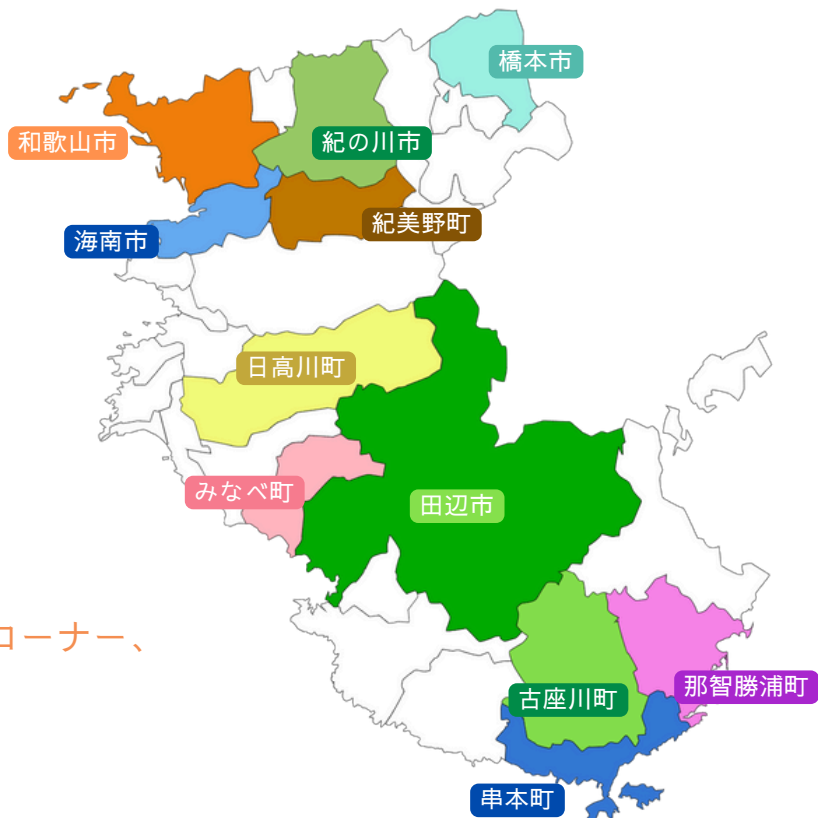 橋本市
和歌山市
紀の川市
紀美野町
海南市
日高川町
みなべ町
田辺市
コーナー、
那智勝浦町
古座川町
串本町